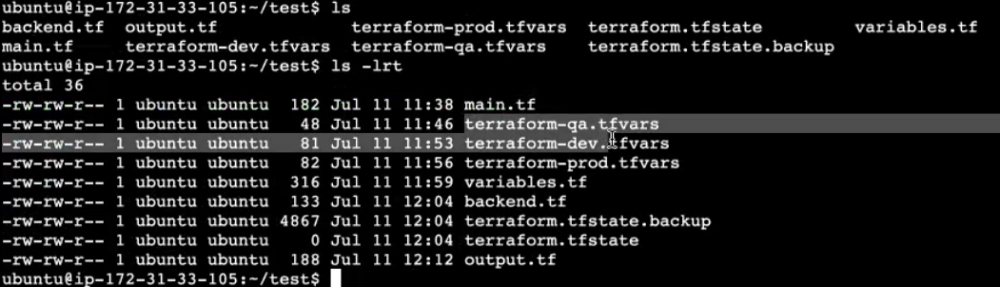 ubuntu@ip-172-31-33-105:~/test$ ls
backend.tf output.tf terraform-prod.tfvars terraform.tfstate variables.tf
main.tf terraform-dev.tfvars terraform-qa.tfvars terraform.tfstate.backup
ubuntu@ip-172-31-33-105:~/test$ ls -lrt
total 36
-rw-rw-r-- 1 ubuntu ubuntu 182 Jul 11 11:38 main.tf
-rw-rw-r-- 1 ubuntu ubuntu 48 Jul 11 11:46 terraform-qa.tfvars
-rw-rw-r-- 1 ubuntu ubuntu 81 Jul 11 11:53 terraform-dev.tfvars
-rw-rw-r-- 1 ubuntu ubuntu 82 Jul 11 11:56 terraform-prod.tfvars
-rw-rw-r-- 1 ubuntu ubuntu 316 Jul 11 11:59 variables.tf
-rw-rw-r-- 1 ubuntu ubuntu 133 Jul 11 12:04 backend.tf
-rw-rw-r-- 1 ubuntu ubuntu 4867 Jul 11 12:04 terraform.tfstate.backup
-rw-rw-r-- 1 ubuntu ubuntu 0 Jul 11 12:04 terraform.tfstate
-rw-rw-r-- 1 ubuntu ubuntu 188 Jul 11 12:12 output.tf
ubuntu@ip-172-31-33-105:~/test$